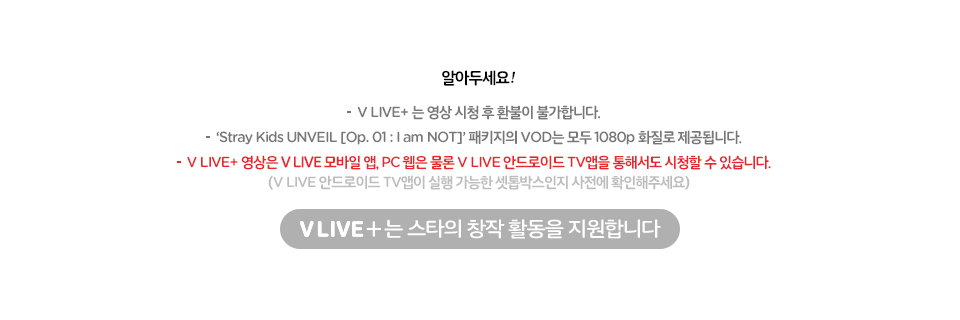 알아두세요!
- V LIVE+ 는 영상 시청 후 환불이 불가합니다.
- ‘Stray Kids UNVEIL [Op. 01 : I am NOT]’ 패키지의 VOD는 모두 1080p 화질로 제공됩니다.
- V LIVE+ 영상은 V LIVE 모바일 앱, PC 웹은 물론 V LIVE 안드로이드 TV앱을 통해서도 시청할 수 있습니다.
(V LIVE 안드로이드 TV앱이 실행 가능한 셋톱박스인지 사전에 확인해주세요)
V LIVE+는 스타의 창작 활동을 지원합니다